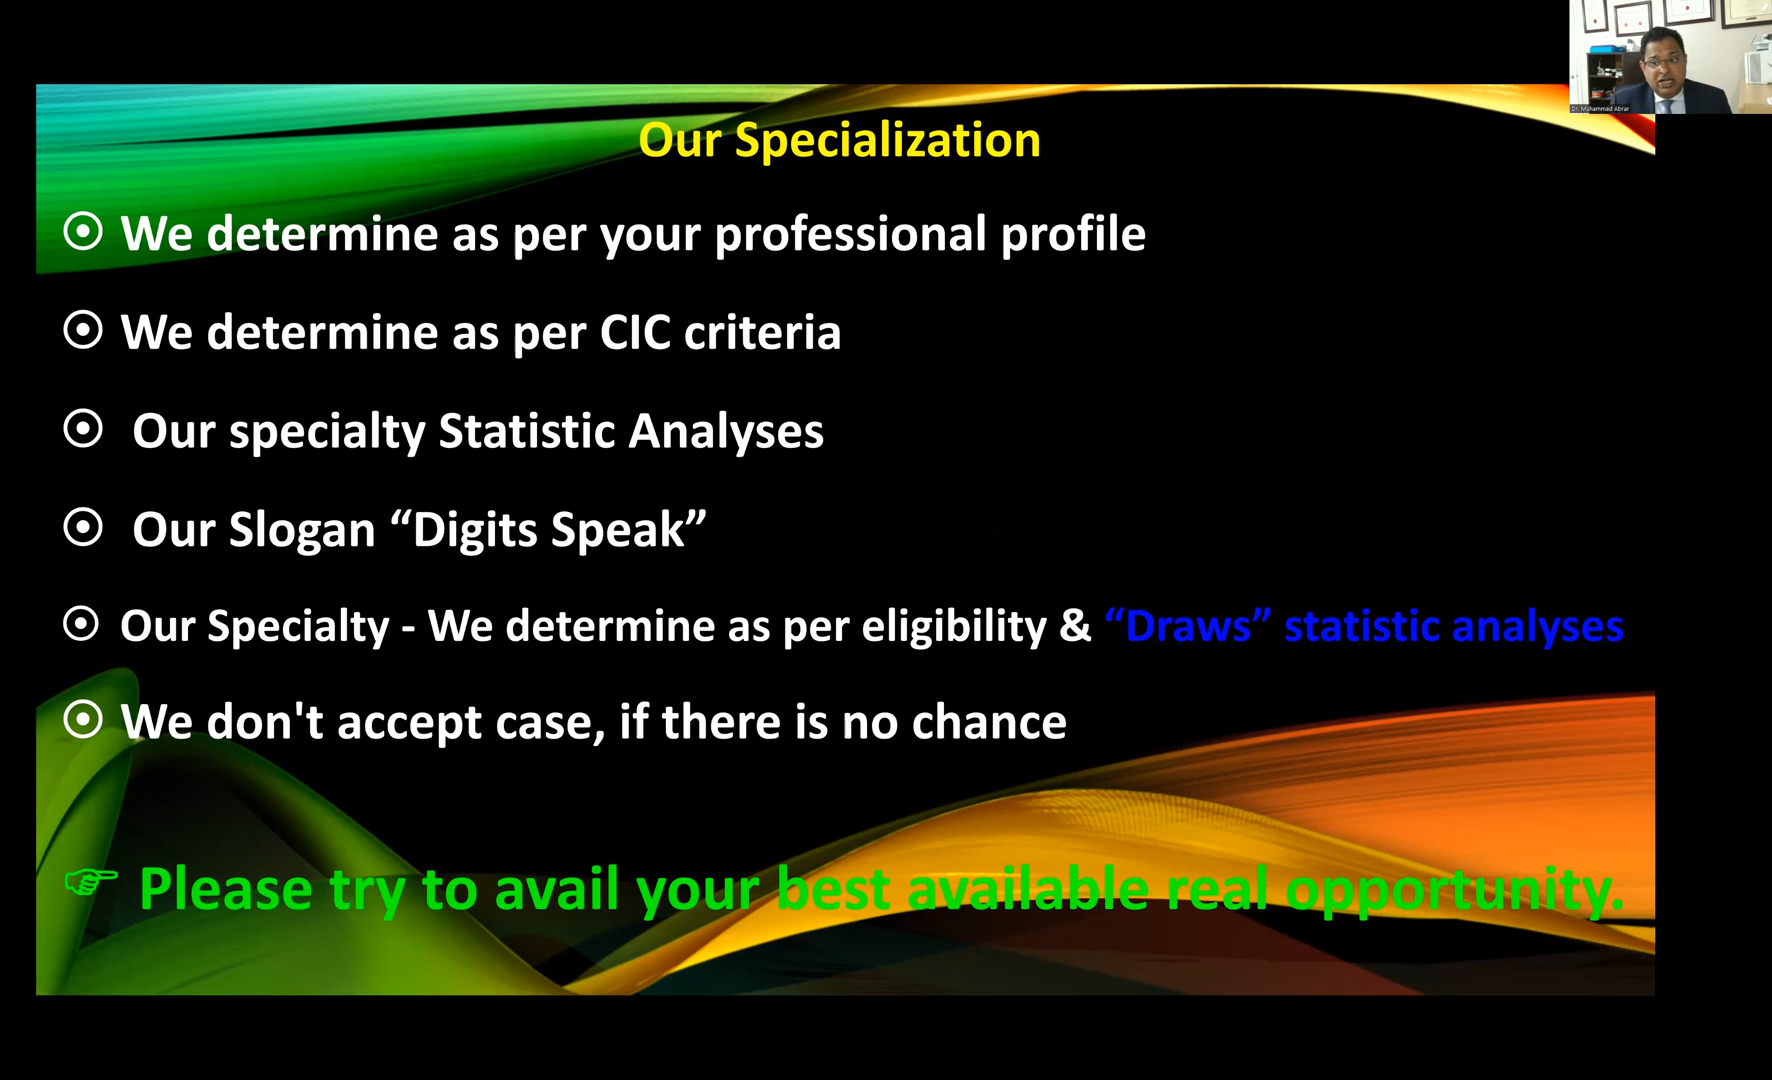 Dr. Muhammad Abrar
Our Specialization
We determine as per your professional profile
We determine as per CIC criteria
Our specialty Statistic Analyses
Our Slogan “Digits Speak”
Our Specialty - We determine as per eligibility & “Draws” statistic analyses
We don't accept case, if there is no chance
Please try to avail your best available real opportunity.